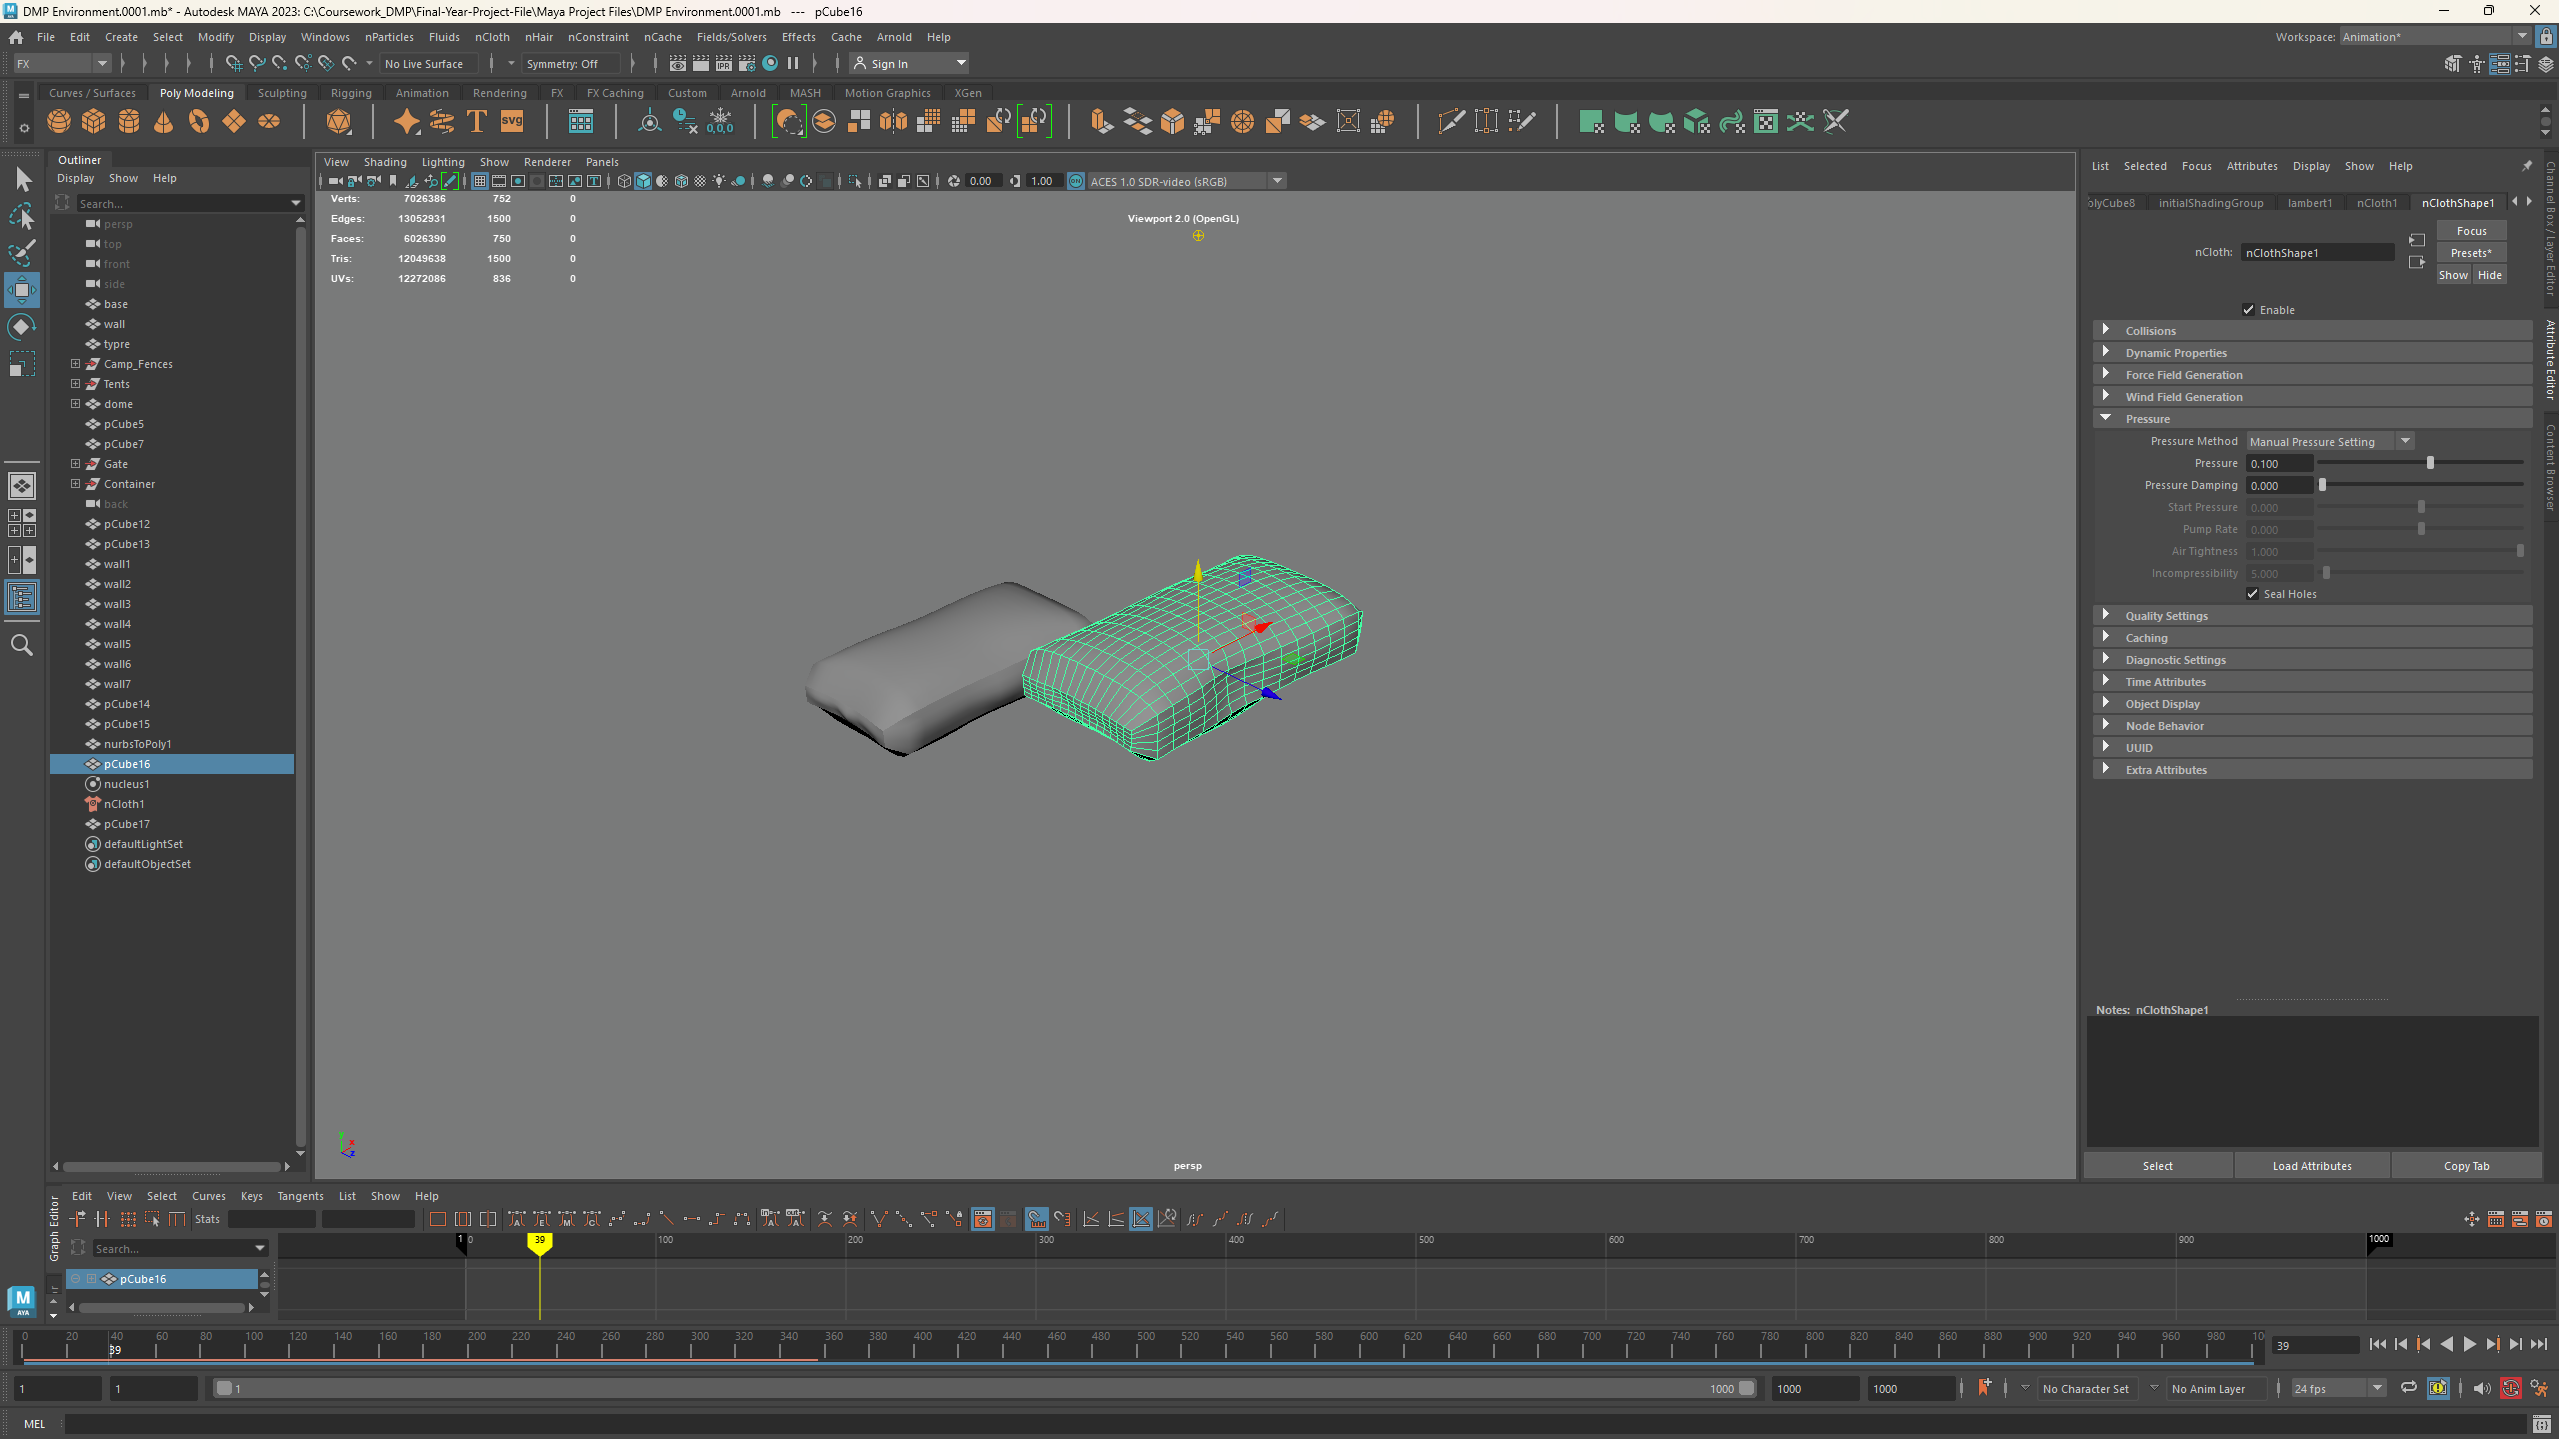 DMP Environment.0001.mb* - Autodesk MAYA 2023: C:\Coursework_DMP\Final-Year-Project-File\Maya Project Files\DMP Environment.0001.mb --- pCube16
File Edit Create Select Modify Display Windows nParticles Fluids nCloth nHair nConstraint nCache Fields/Solvers Effects Cache Arnold Help
Workspace: Animation*
FX No Live Surface Symmetry: Off IPR Sign In
Curves / Surfaces Poly Modeling Sculpting Rigging Animation Rendering FX FX Caching Custom Arnold MASH Motion Graphics XGen
T SVG 0,0,0
Outliner
Display Show Help
Search...
persp
top
front
side
base
wall
typre
Camp_Fences
Tents
dome
pCube5
pCube7
Gate
Container
back
pCube12
pCube13
wall1
wall2
wall3
wall4
wall5
wall6
wall7
pCube14
pCube15
nurbsToPoly1
pCube16
nucleus1
nCloth1
pCube17
defaultLightSet
defaultObjectSet
View Shading Lighting Show Renderer Panels
0.00 1.00 ACES 1.0 SDR-video (sRGB)
Verts: 7026386 752 0
Edges: 13052931 1500 0
Faces: 6026390 750 0
Tris: 12049638 1500 0
UVs: 12272086 836 0
Viewport 2.0 (OpenGL)
y x z
persp
List Selected Focus Attributes Display Show Help
olyCube8 initialShadingGroup lambert1 nCloth1 nClothShape1
nCloth: nClothShape1
Focus
Presets*
Show Hide
Enable
Collisions
Dynamic Properties
Force Field Generation
Wind Field Generation
Pressure
Pressure Method Manual Pressure Setting
Pressure 0.100
Pressure Damping 0.000
Start Pressure 0.000
Pump Rate 0.000
Air Tightness 1.000
Incompressibility 5.000
Seal Holes
Quality Settings
Caching
Diagnostic Settings
Time Attributes
Object Display
Node Behavior
UUID
Extra Attributes
Notes: nClothShape1
Select Load Attributes Copy Tab
Channel Box / Layer Editor
Attribute Editor
Content Browser
Graph Editor
Edit View Select Curves Keys Tangents List Show Help
Stats
Search...
1 0 39 100 200 300 400 500 600 700 800 900 1000
pCube16
M
AYA
0 20 40 60 80 100 120 140 160 180 200 220 240 260 280 300 320 340 360 380 400 420 440 460 480 500 520 540 560 580 600 620 640 660 680 700 720 740 760 780 800 820 840 860 880 900 920 940 960 980 10
39 39
1 1 1 1000 1000 1000 No Character Set No Anim Layer 24 fps
MEL